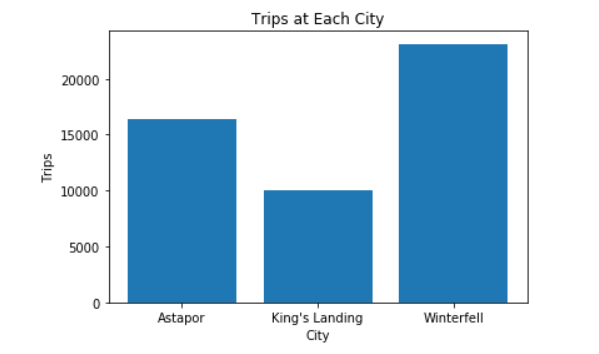 Trips at Each City
Trips
20000
15000
10000
5000
0
Astapor King's Landing Winterfell
City